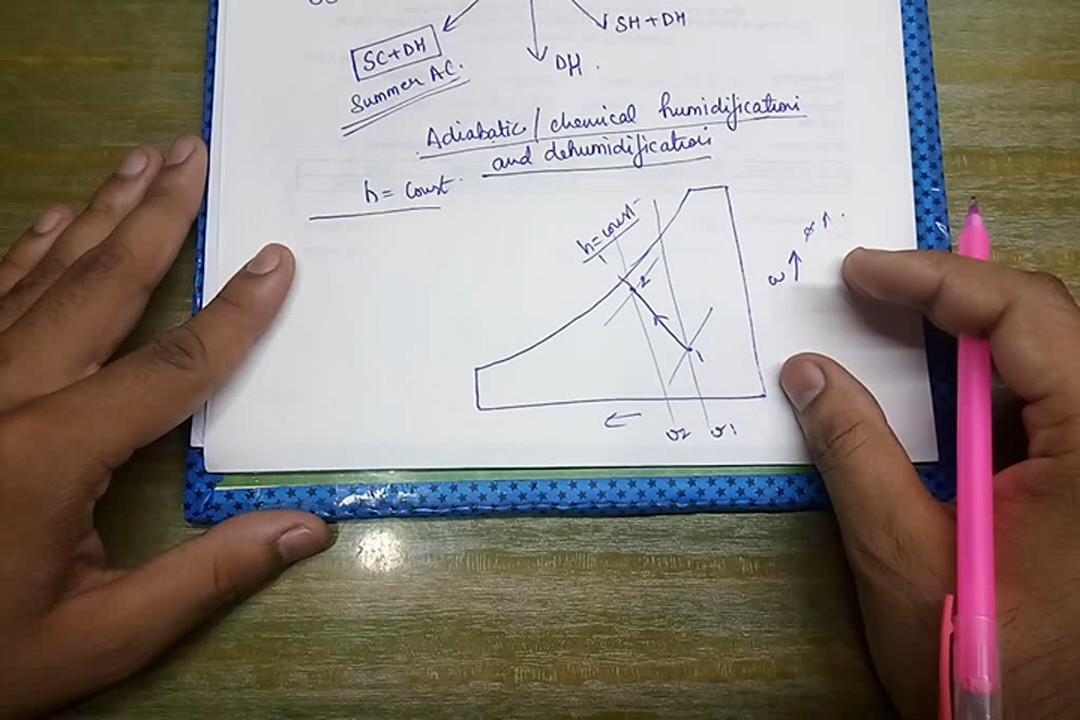 SH + DH
SC+DH
DH.
Summer AC.
Adiabatic / chemical humidification
and dehumidification
h = const.
h=const
2
1
ω ↑
v2 v1